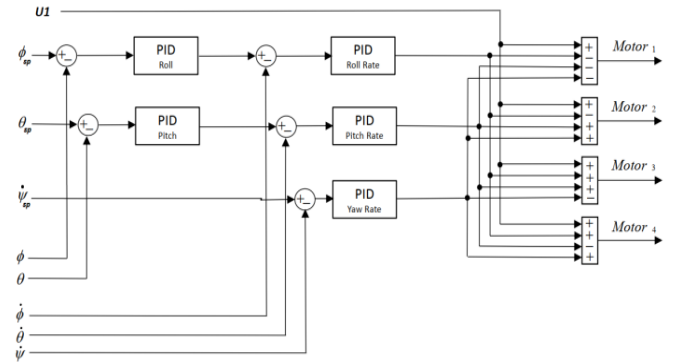 U1
ϕsp
+
−
PID
Roll
+
−
PID
Roll Rate
+
−
−
−
Motor 1
θsp
+
−
PID
Pitch
+
−
PID
Pitch Rate
+
−
+
+
Motor 2
ψ̇sp
+
−
PID
Yaw Rate
+
+
+
−
Motor 3
ϕ
θ
+
+
−
+
Motor 4
ϕ̇
θ̇
ψ̇